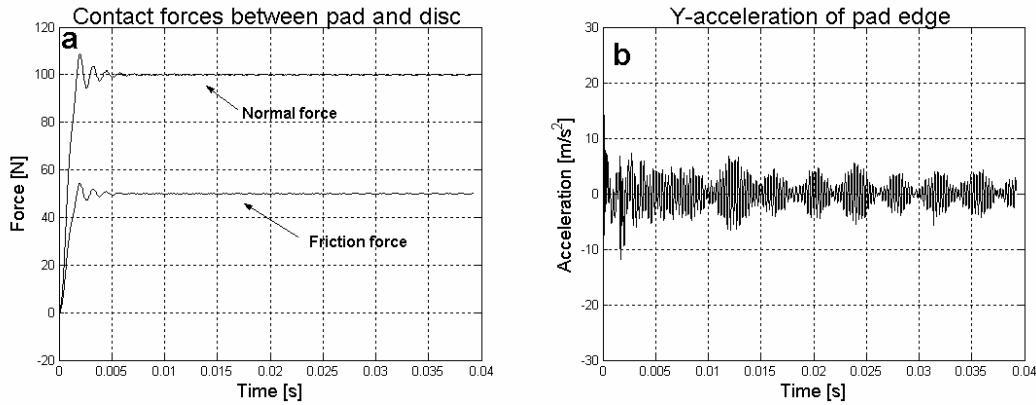 Contact forces between pad and disc
a
120
100
80
60
40
20
0
-20
Force [N]
Normal force
Friction force
0 0.005 0.01 0.015 0.02 0.025 0.03 0.035 0.04
Time [s]
Y-acceleration of pad edge
b
30
20
10
0
-10
-20
-30
Acceleration [m/s²]
0 0.005 0.01 0.015 0.02 0.025 0.03 0.035 0.04
Time [s]